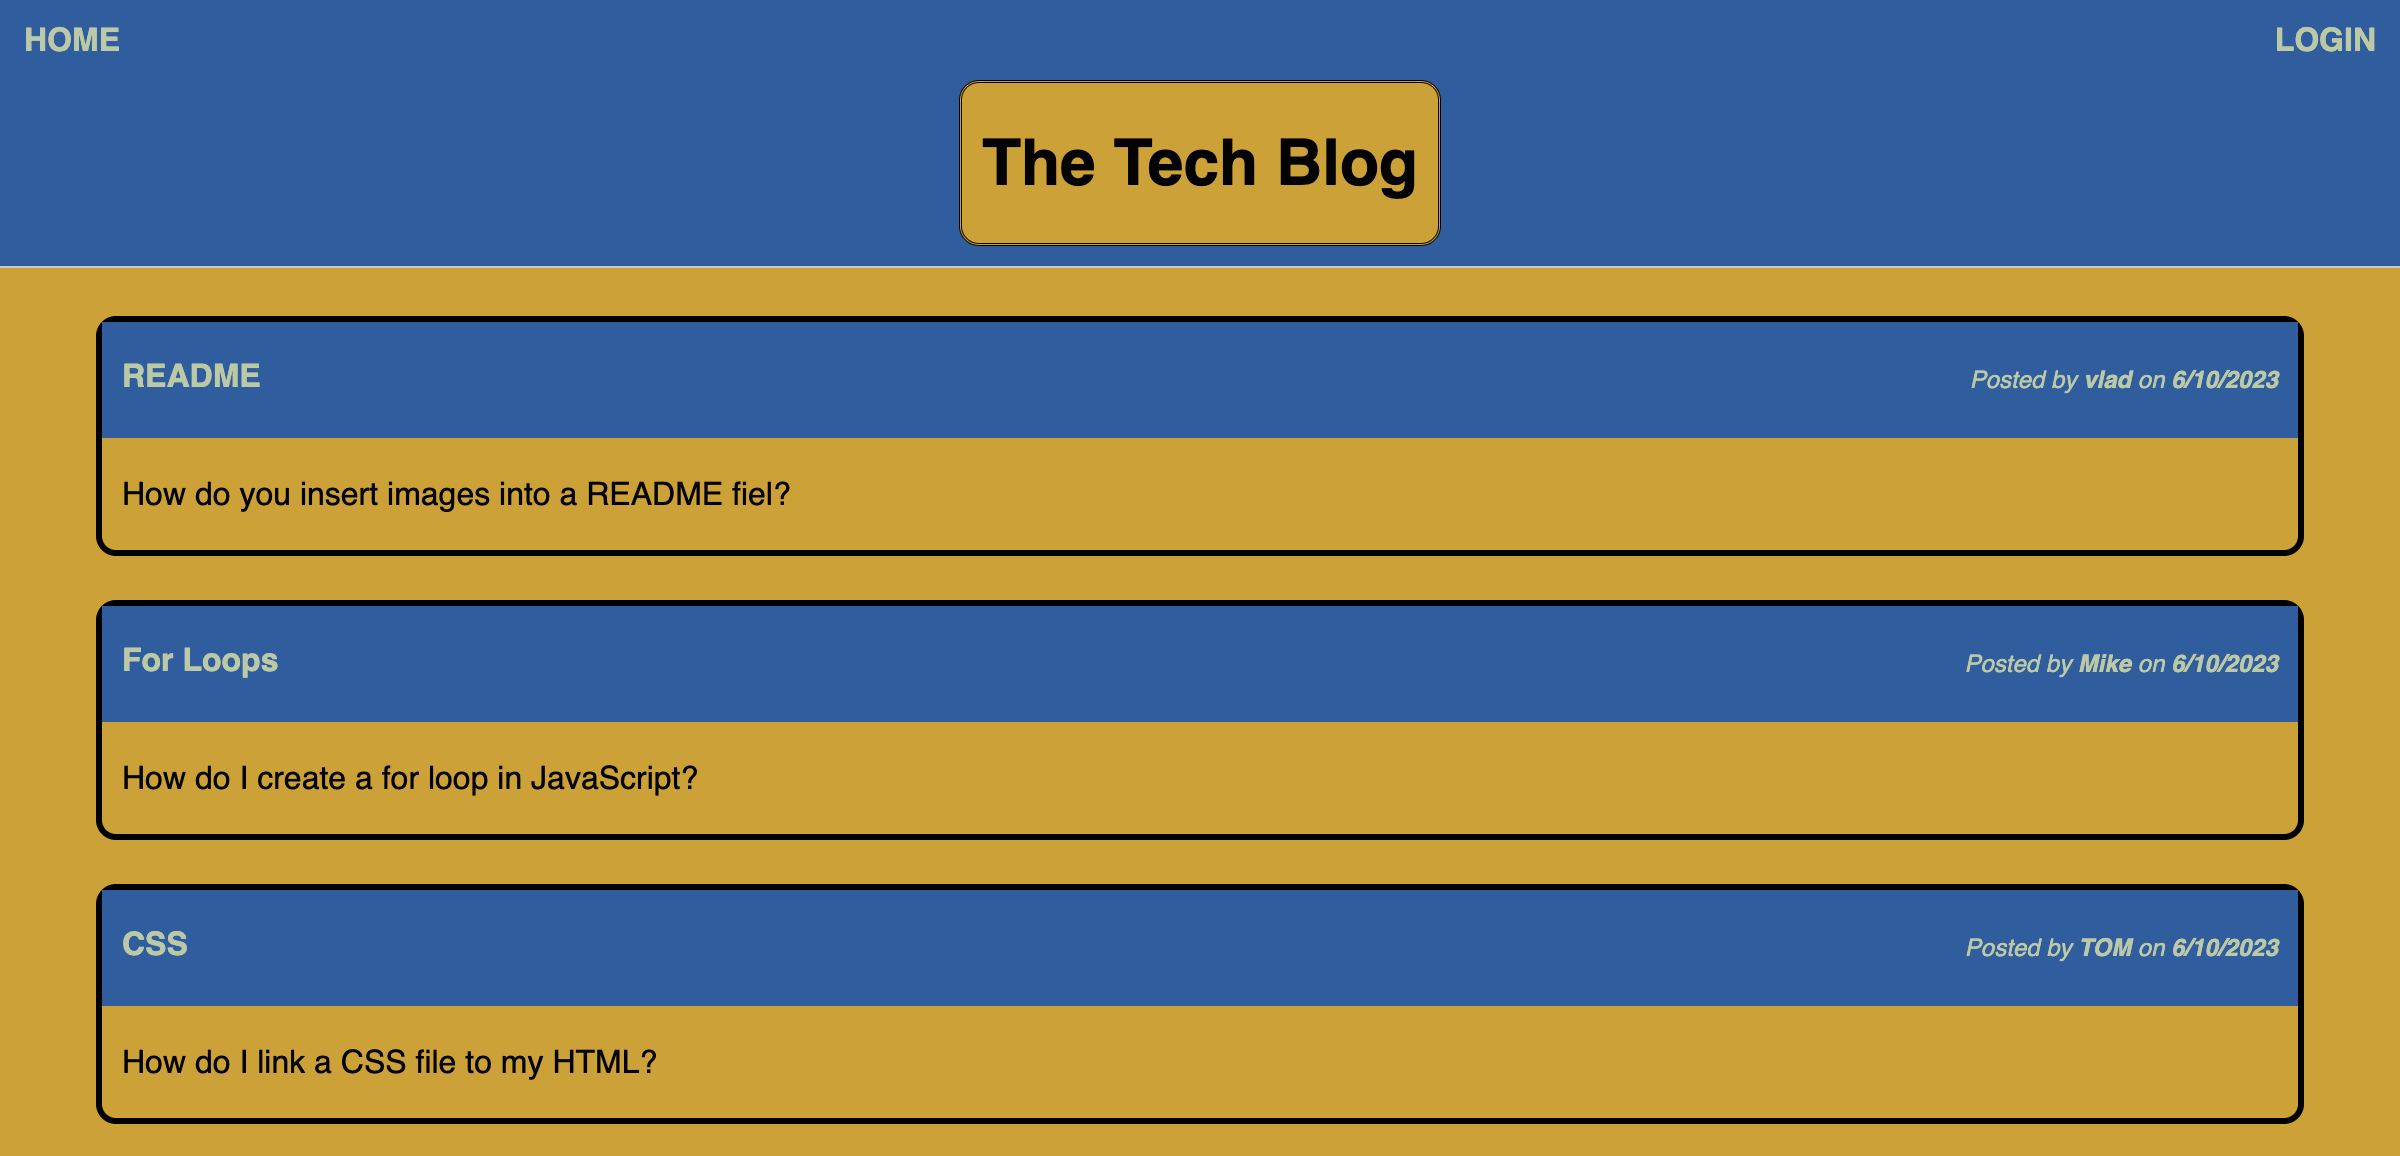 HOME
LOGIN
The Tech Blog
README
Posted by vlad on 6/10/2023
How do you insert images into a README fiel?
For Loops
Posted by Mike on 6/10/2023
How do I create a for loop in JavaScript?
CSS
Posted by TOM on 6/10/2023
How do I link a CSS file to my HTML?